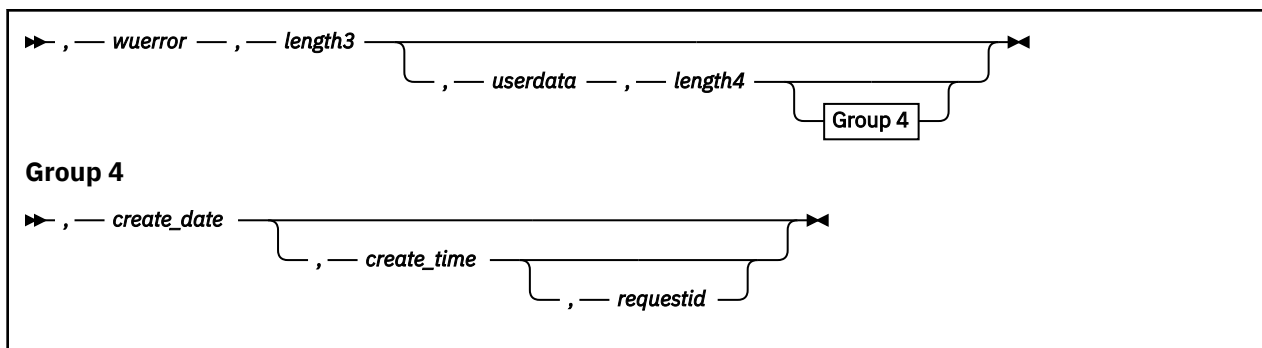 , wuerror , length3
, userdata , length4
Group 4
Group 4
, create_date
, create_time
, requestid